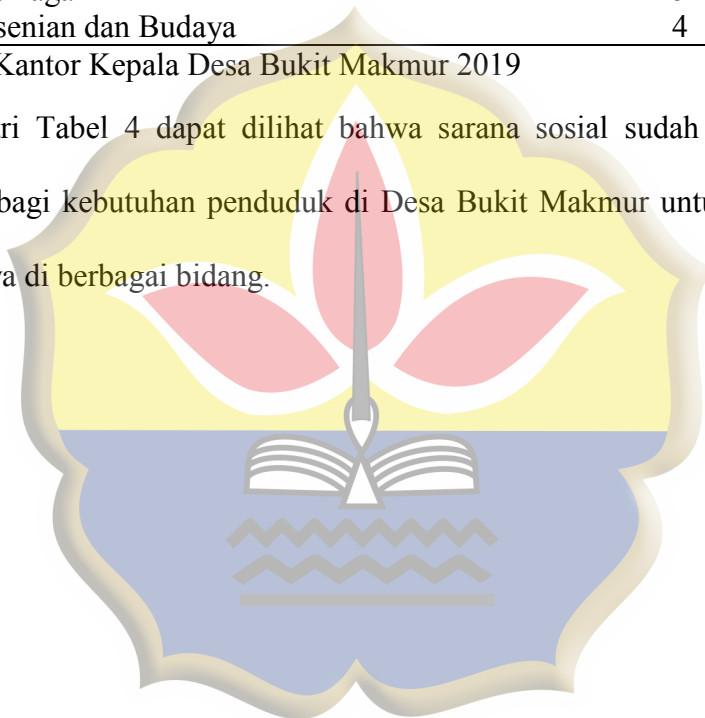 senian dan Budaya 4
Kantor Kepala Desa Bukit Makmur 2019
ri Tabel 4 dapat dilihat bahwa sarana sosial sudah
bagi kebutuhan penduduk di Desa Bukit Makmur untu
a di berbagai bidang.